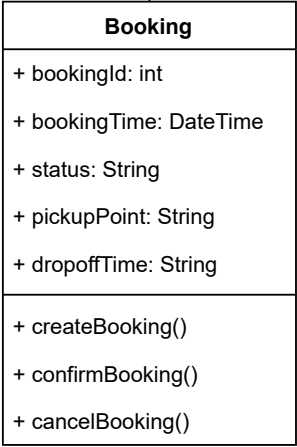 Booking
+ bookingId: int
+ bookingTime: DateTime
+ status: String
+ pickupPoint: String
+ dropoffTime: String
+ createBooking()
+ confirmBooking()
+ cancelBooking()